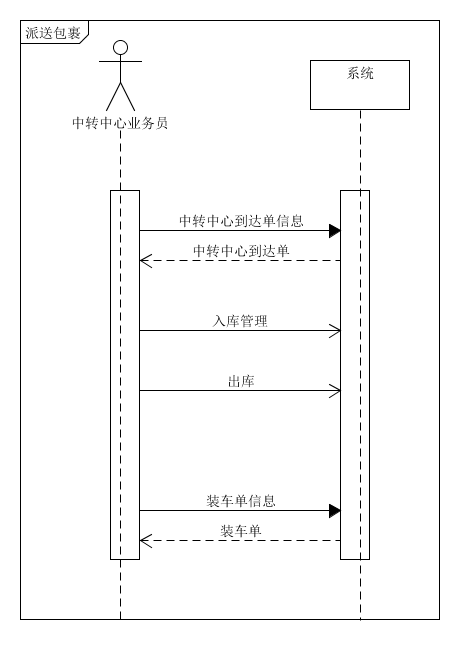 派送包裹
系统
中转中心业务员
中转中心到达单信息
中转中心到达单
入库管理
出库
装车单信息
装车单